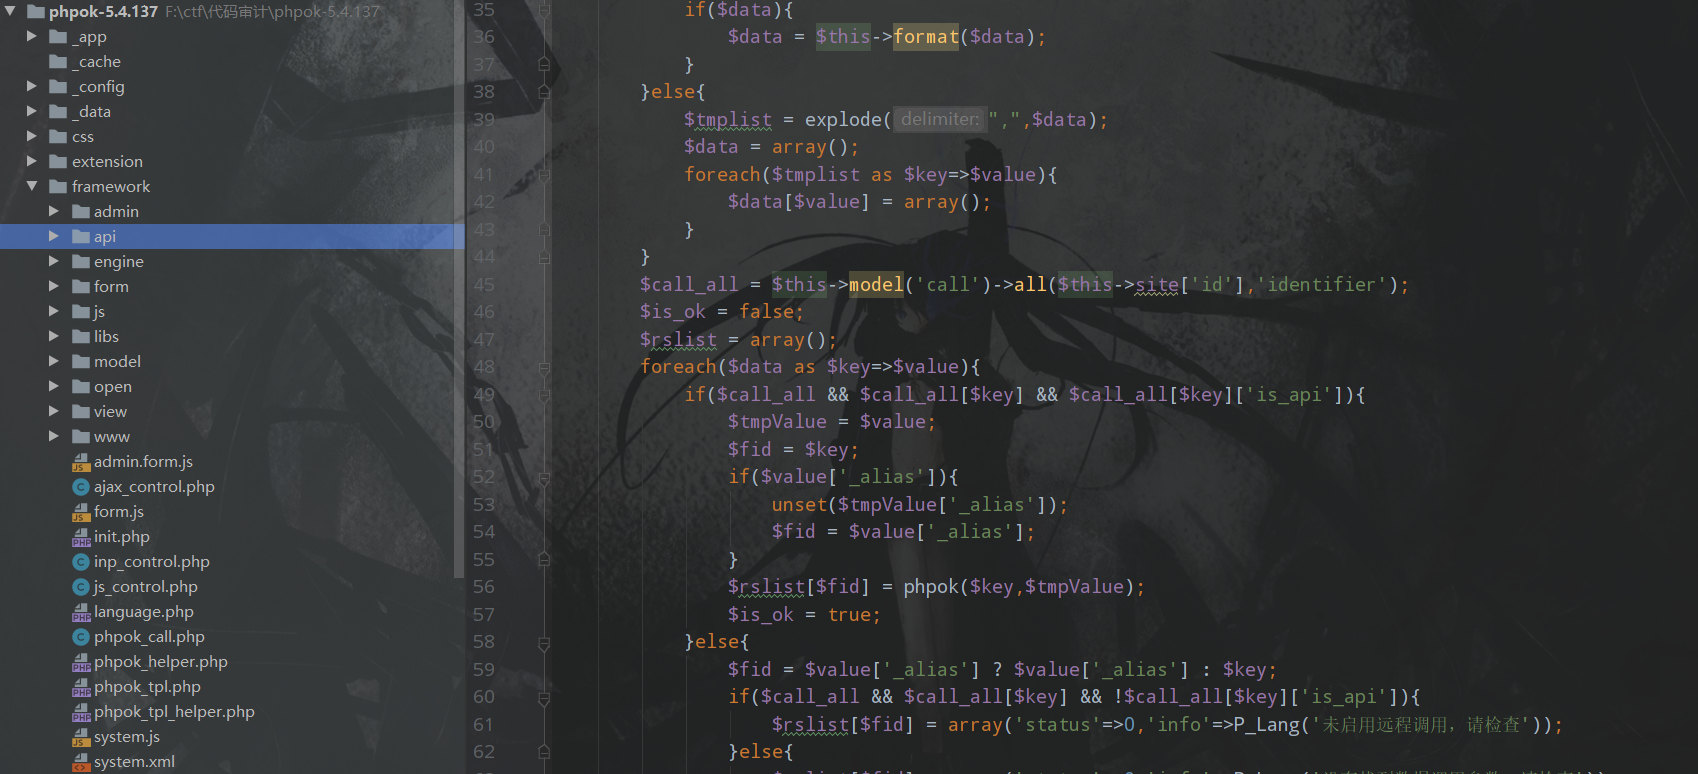 phpok-5.4.137 F:\ctf\代码审计\phpok-5.4.137
_app
_cache
_config
_data
css
extension
framework
admin
api
engine
form
js
libs
model
open
view
www
admin.form.js
ajax_control.php
form.js
init.php
inp_control.php
js_control.php
language.php
phpok_call.php
phpok_helper.php
phpok_tpl.php
phpok_tpl_helper.php
system.js
system.xml
35 if($data){
36 $data = $this->format($data);
37 }
38 }else{
39 $tmplist = explode( delimiter: ",",$data);
40 $data = array();
41 foreach($tmplist as $key=>$value){
42 $data[$value] = array();
43 }
44 }
45 $call_all = $this->model('call')->all($this->site['id'],'identifier');
46 $is_ok = false;
47 $rslist = array();
48 foreach($data as $key=>$value){
49 if($call_all && $call_all[$key] && $call_all[$key]['is_api']){
50 $tmpValue = $value;
51 $fid = $key;
52 if($value['_alias']){
53 unset($tmpValue['_alias']);
54 $fid = $value['_alias'];
55 }
56 $rslist[$fid] = phpok($key,$tmpValue);
57 $is_ok = true;
58 }else{
59 $fid = $value['_alias'] ? $value['_alias'] : $key;
60 if($call_all && $call_all[$key] && !$call_all[$key]['is_api']){
61 $rslist[$fid] = array('status'=>0,'info'=>P_Lang('未启用远程调用，请检查'));
62 }else{